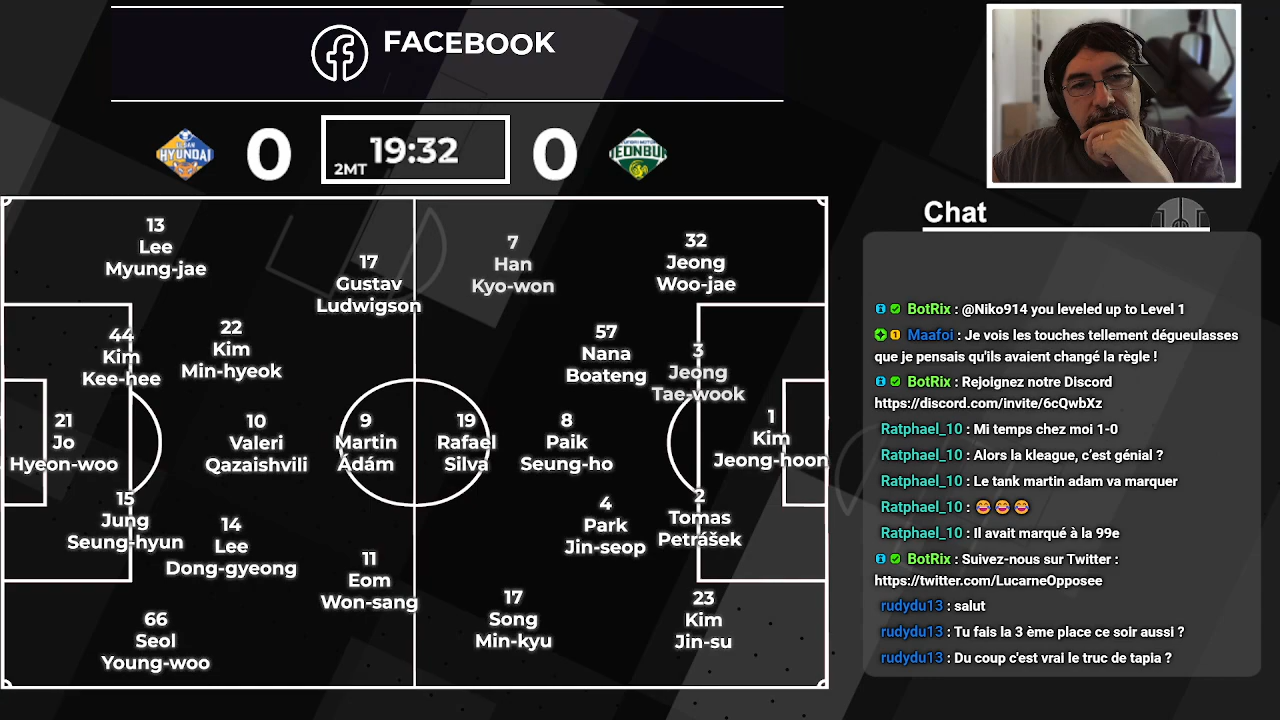 FACEBOOK
HYUNDAI
0
2MT 19:32
0
13
Lee
Myung-jae
17
Gustav
Ludwigson
7
Han
Kyo-won
32
Jeong
Woo-jae
44
Kim
Kee-hee
22
Kim
Min-hyeok
57
Nana
Boateng
3
Jeong
Tae-wook
21
Jo
Hyeon-woo
10
Valeri
Qazaishvili
9
Martin
Ádám
19
Rafael
Silva
8
Paik
Seung-ho
1
Kim
Jeong-hoon
15
Jung
Seung-hyun
14
Lee
Dong-gyeong
11
Eom
Won-sang
4
Park
Jin-seop
2
Tomas
Petrášek
66
Seol
Young-woo
17
Song
Min-kyu
23
Kim
Jin-su
Chat
BotRix : @Niko914 you leveled up to Level 1
Maafoi : Je vois les touches tellement dégueulasses
que je pensais qu'ils avaient changé la règle !
BotRix : Rejoignez notre Discord
https://discord.com/invite/6cQwbXz
Ratphael_10 : Mi temps chez moi 1-0
Ratphael_10 : Alors la kleague, c'est génial ?
Ratphael_10 : Le tank martin adam va marquer
Ratphael_10 : 😂 😂 😂
Ratphael_10 : Il avait marqué à la 99e
BotRix : Suivez-nous sur Twitter :
https://twitter.com/LucarneOpposee
rudydu13 : salut
rudydu13 : Tu fais la 3 ème place ce soir aussi ?
rudydu13 : Du coup c'est vrai le truc de tapia ?